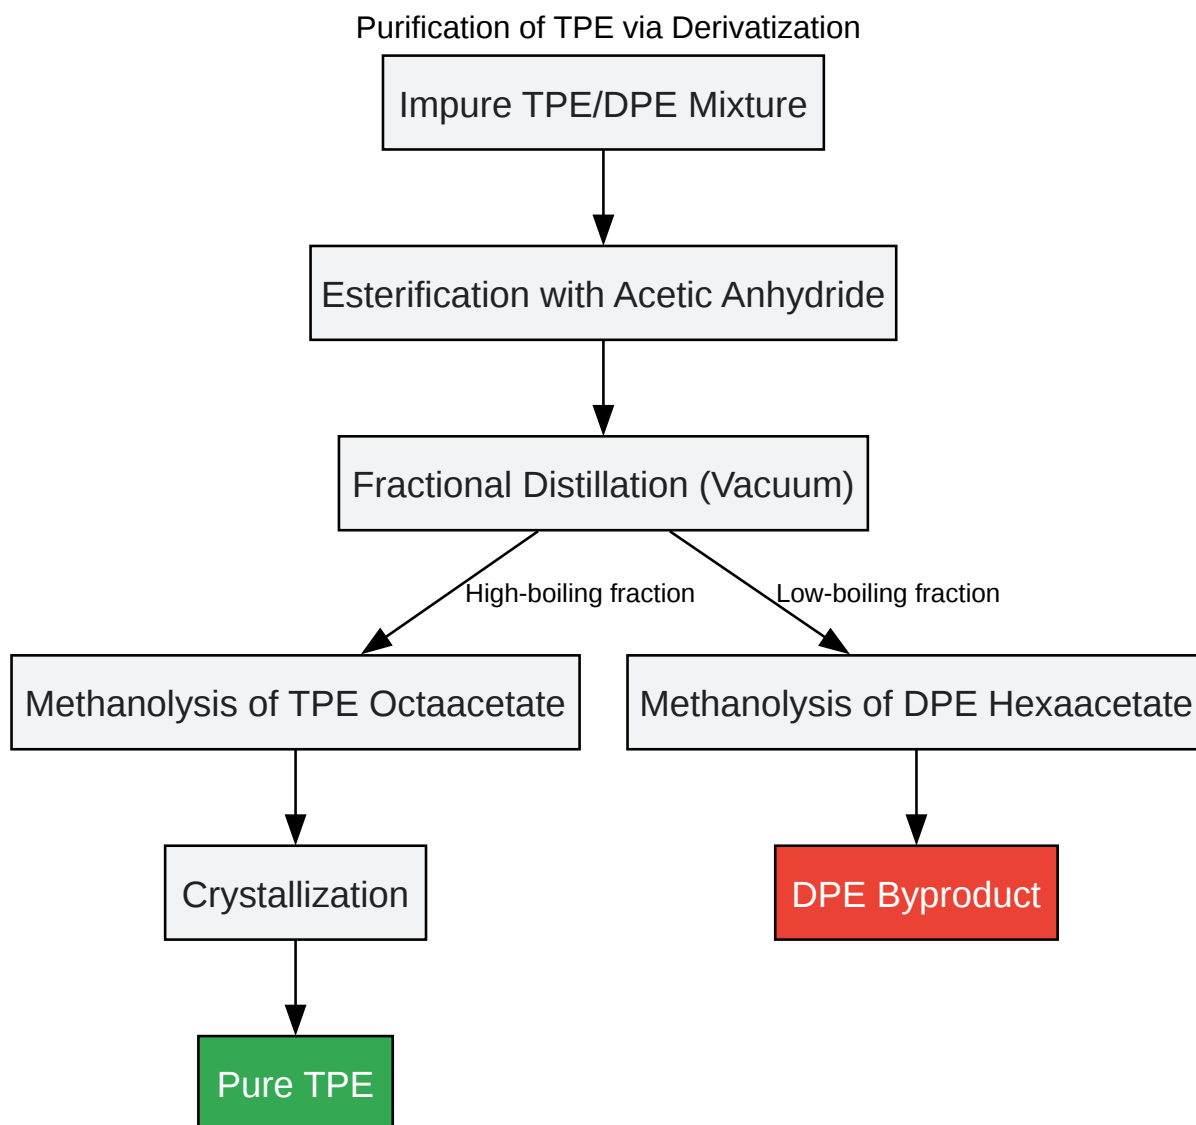 Purification of TPE via Derivatization
Impure TPE/DPE Mixture
Esterification with Acetic Anhydride
Fractional Distillation (Vacuum)
High-boiling fraction
Low-boiling fraction
Methanolysis of TPE Octaacetate
Methanolysis of DPE Hexaacetate
Crystallization
DPE Byproduct
Pure TPE